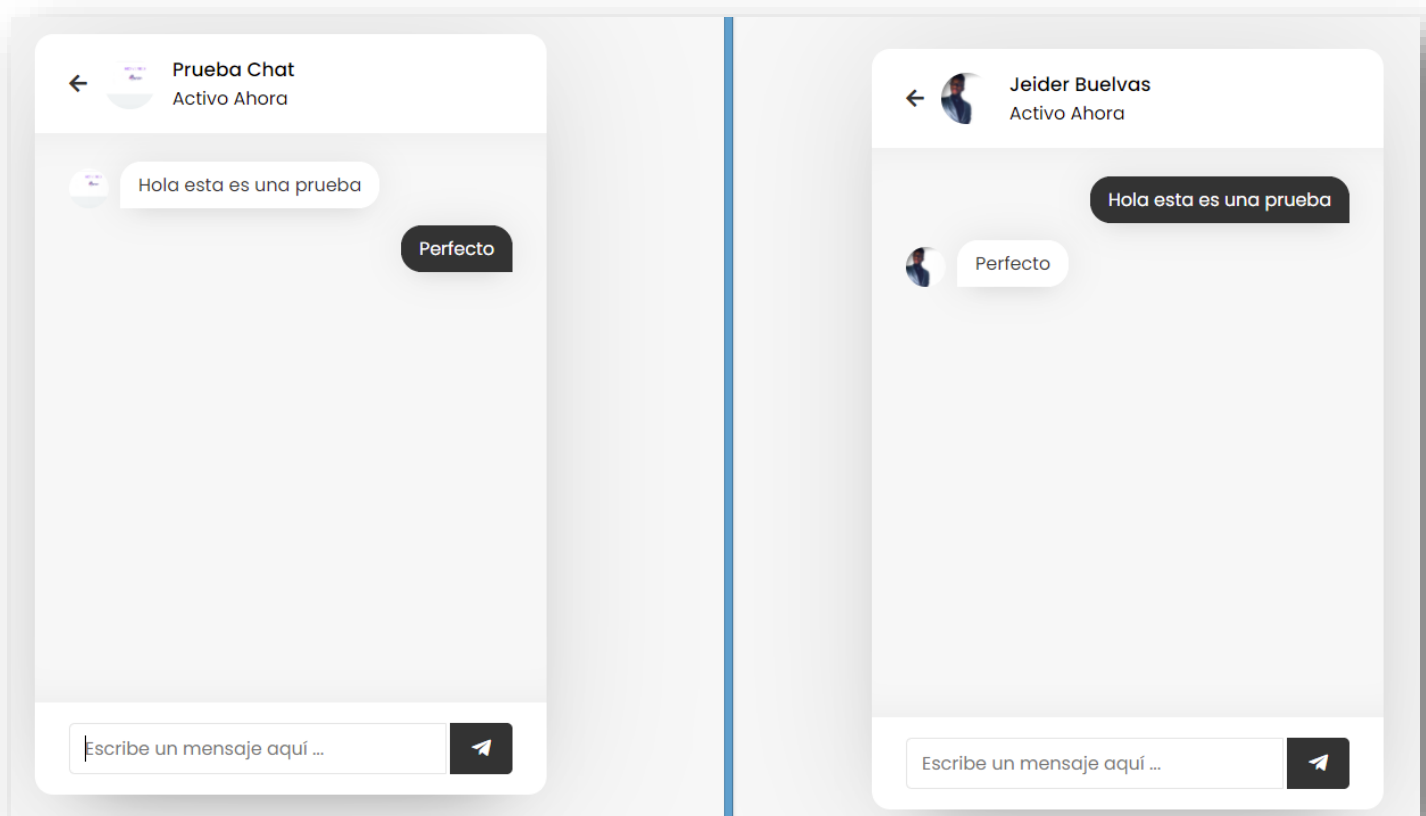 Prueba Chat
Activo Ahora
Hola esta es una prueba
Perfecto
Escribe un mensaje aquí ...
Jeider Buelvas
Activo Ahora
Hola esta es una prueba
Perfecto
Escribe un mensaje aquí ...